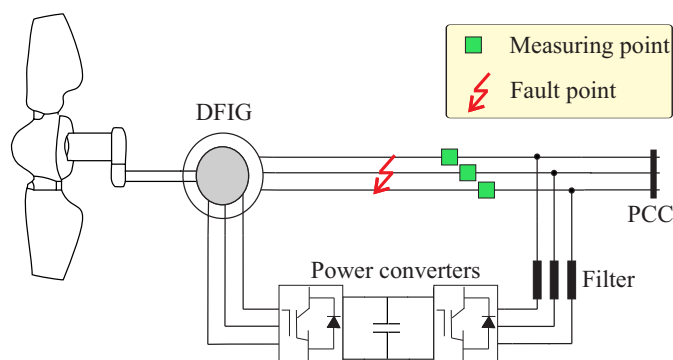 Measuring point
Fault point
DFIG
PCC
Power converters
Filter